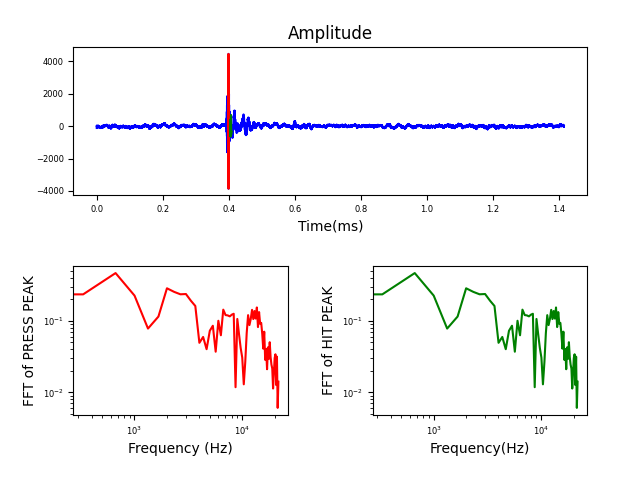 Amplitude
4000
2000
0
−2000
−4000
0.0 0.2 0.4 0.6 0.8 1.0 1.2 1.4
Time(ms)
FFT of PRESS PEAK
10⁻¹
10⁻²
10³ 10⁴
Frequency (Hz)
FFT of HIT PEAK
10⁻¹
10⁻²
10³ 10⁴
Frequency(Hz)